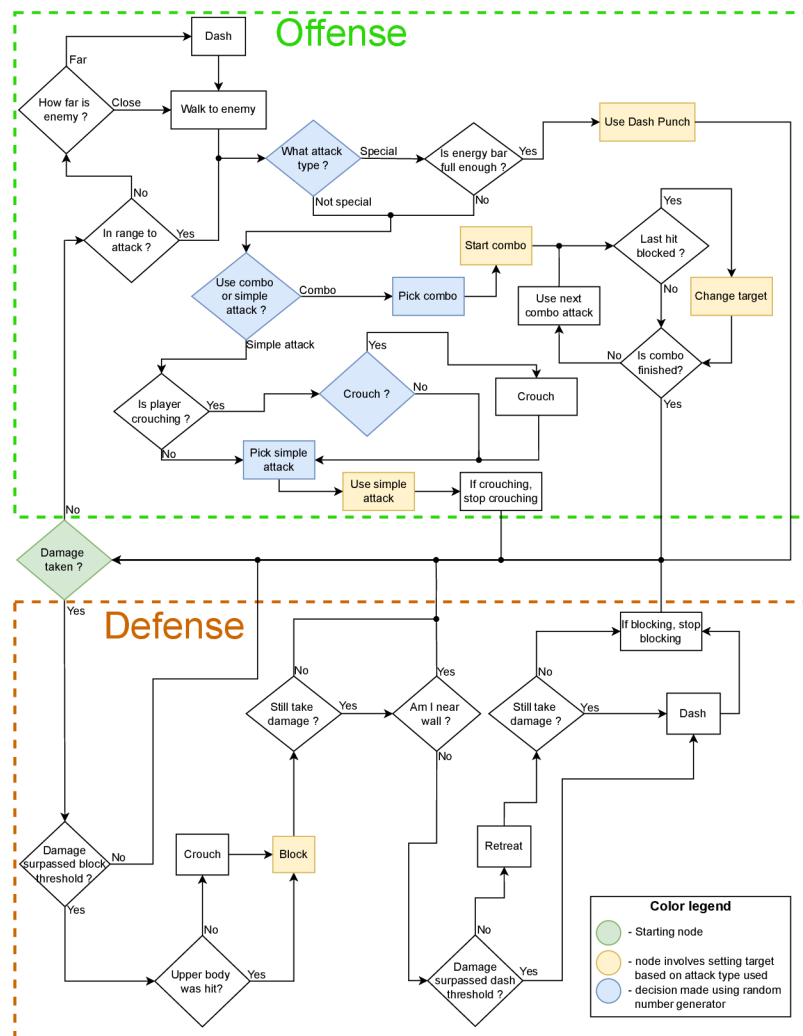 Offense
Dash
Far
How far is
enemy ?
Close
Walk to enemy
Use Dash Punch
What attack
type ?
Special
Is energy bar
full enough ?
Yes
No
Not special
No
In range to
attack ?
Yes
Yes
Start combo
Last hit
blocked ?
Use combo
or simple
attack ?
Combo
Pick combo
Use next
combo attack
No
Change target
Simple attack
Yes
No
Is combo
finished?
Yes
Is player
crouching ?
Yes
Crouch ?
No
Crouch
No
Pick simple
attack
Use simple
attack
If crouching,
stop crouching
No
Damage
taken ?
Yes
Defense
If blocking, stop
blocking
No
Yes
No
Still take
damage ?
Yes
Am I near
wall ?
Still take
damage ?
Yes
Dash
No
Damage
surpassed block
threshold ?
No
Crouch
Block
Retreat
Yes
No
No
Upper body
was hit?
Yes
Damage
surpassed dash
threshold ?
Yes
Color legend
- Starting node
- node involves setting target
based on attack type used
- decision made using random
number generator